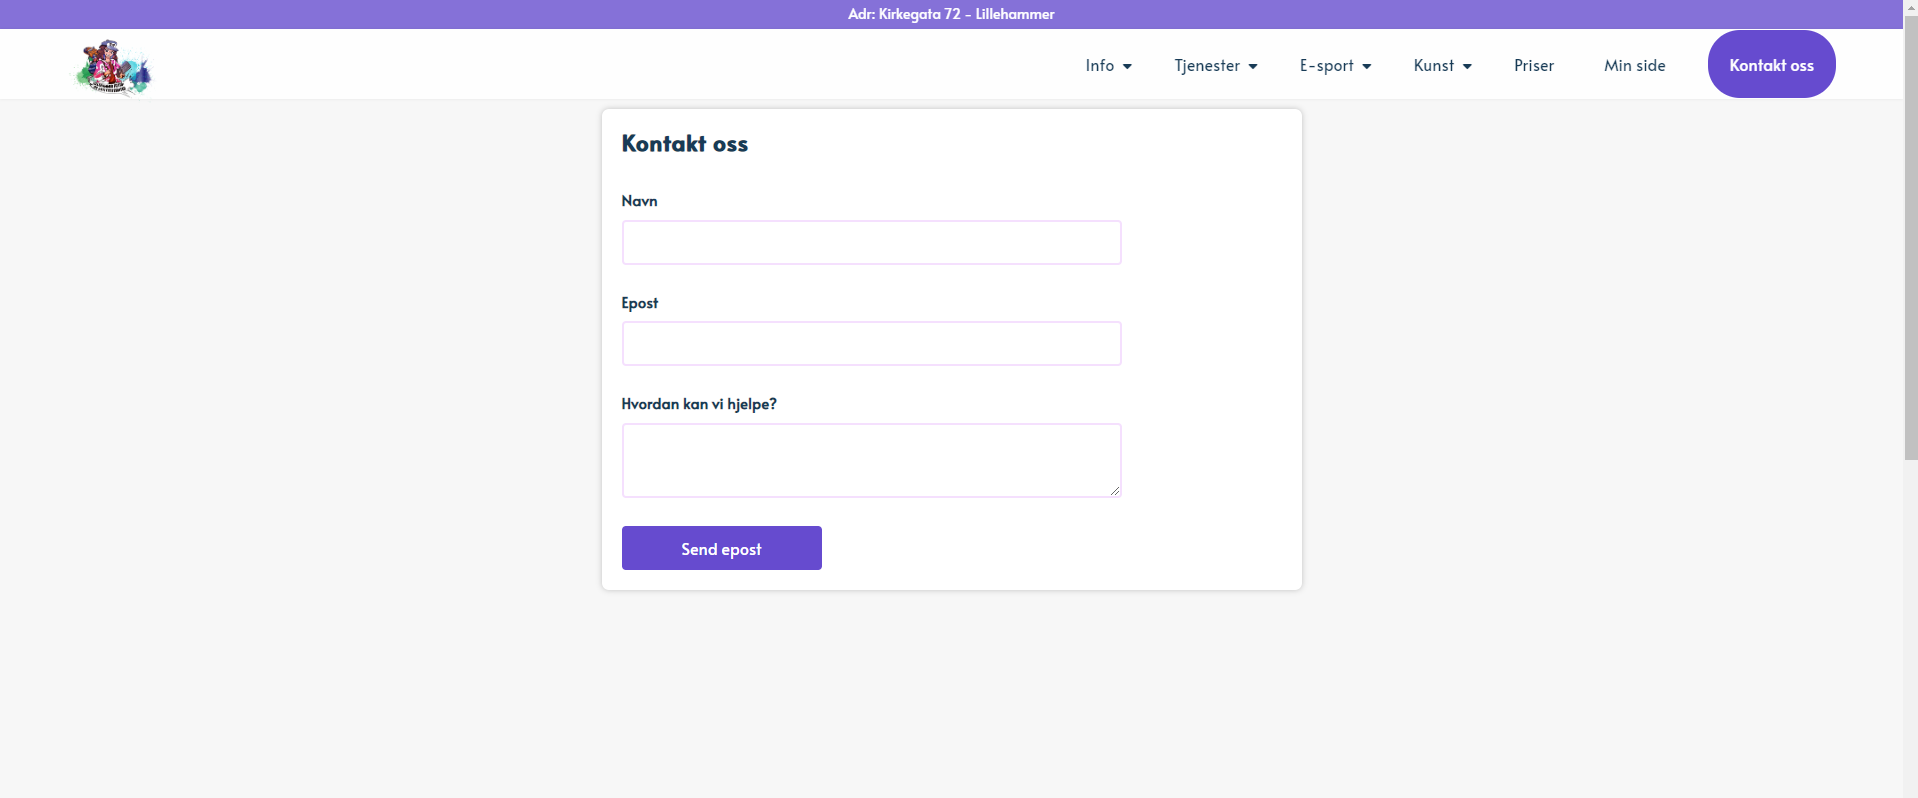 Adr: Kirkegata 72 - Lillehammer
Info
Tjenester
E-sport
Kunst
Priser
Min side
Kontakt oss
Kontakt oss
Navn
Epost
Hvordan kan vi hjelpe?
Send epost